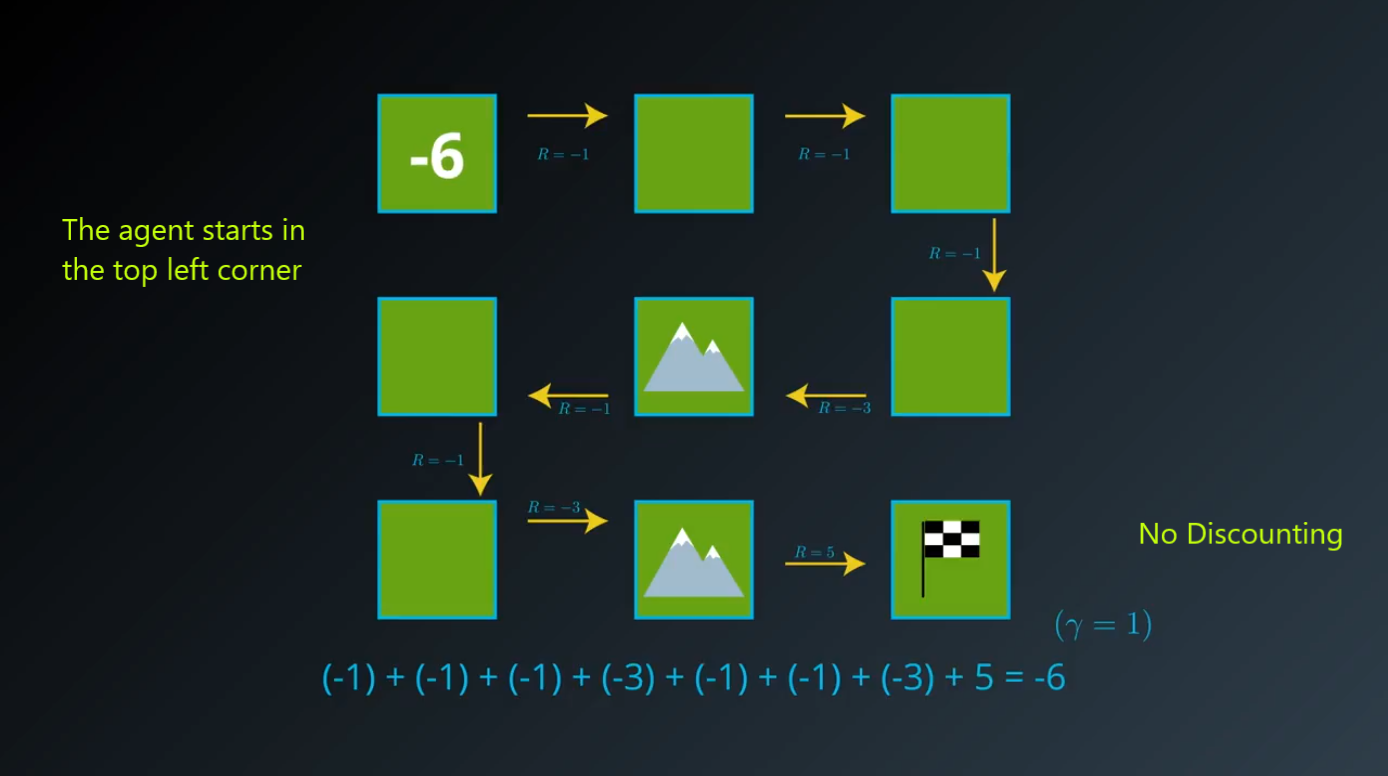 -6
R = −1
R = −1
The agent starts in
the top left corner
R = −1
R = −1
R = −3
R = −1
R = −3
R = 5
No Discounting
(γ = 1)
(-1) + (-1) + (-1) + (-3) + (-1) + (-1) + (-3) + 5 = -6